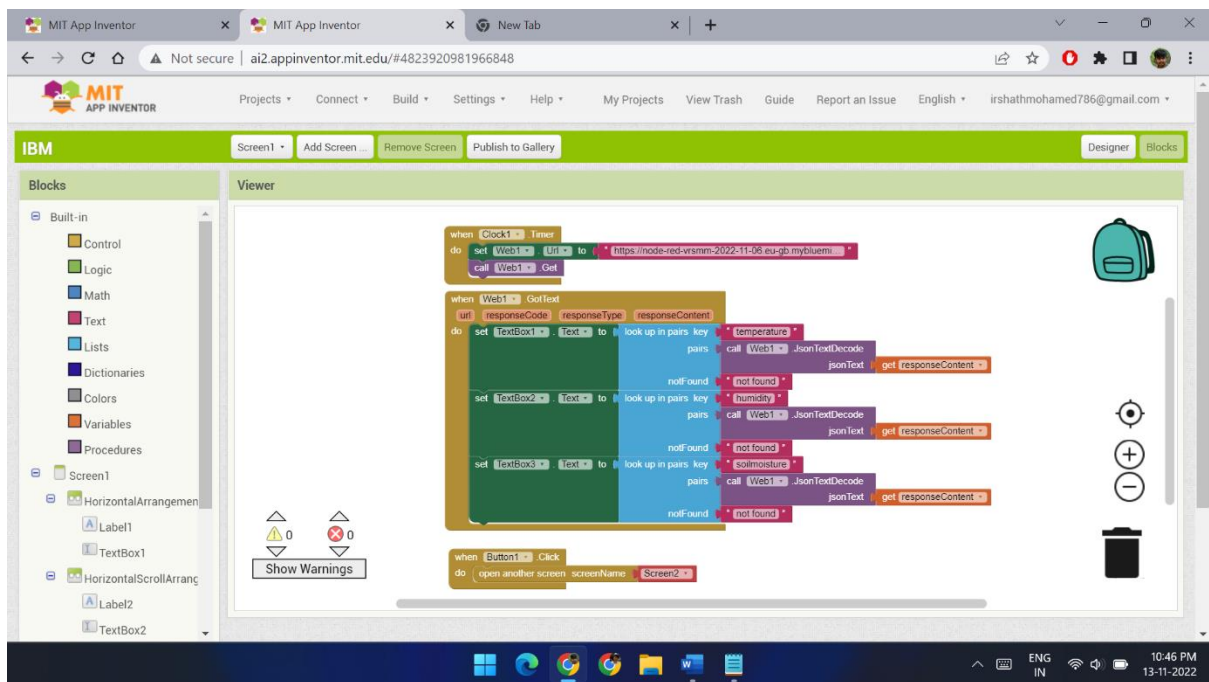 MIT App Inventor
MIT App Inventor
New Tab
Not secure | ai2.appinventor.mit.edu/#4823920981966848
MIT
APP INVENTOR
Projects Connect Build Settings Help My Projects View Trash Guide Report an Issue English irshathmohamed786@gmail.com
IBM
Screen1 Add Screen ... Remove Screen Publish to Gallery Designer Blocks
Blocks
Viewer
Built-in
Control
Logic
Math
Text
Lists
Dictionaries
Colors
Variables
Procedures
Screen1
HorizontalArrangemen
Label1
TextBox1
HorizontalScrollArrang
Label2
TextBox2
when Clock1 .Timer
do set Web1 . Url to " https://node-red-vrsmm-2022-11-06.eu-gb.mybluemi... "
call Web1 .Get
when Web1 .GotText
url responseCode responseType responseContent
do set TextBox1 . Text to look up in pairs key " temperature "
pairs call Web1 .JsonTextDecode
jsonText get responseContent
notFound " not found "
set TextBox2 . Text to look up in pairs key " humidity "
pairs call Web1 .JsonTextDecode
jsonText get responseContent
notFound " not found "
set TextBox3 . Text to look up in pairs key " soilmoisture "
pairs call Web1 .JsonTextDecode
jsonText get responseContent
notFound " not found "
when Button1 .Click
do open another screen screenName Screen2
0 0
Show Warnings
ENG
IN
10:46 PM
13-11-2022